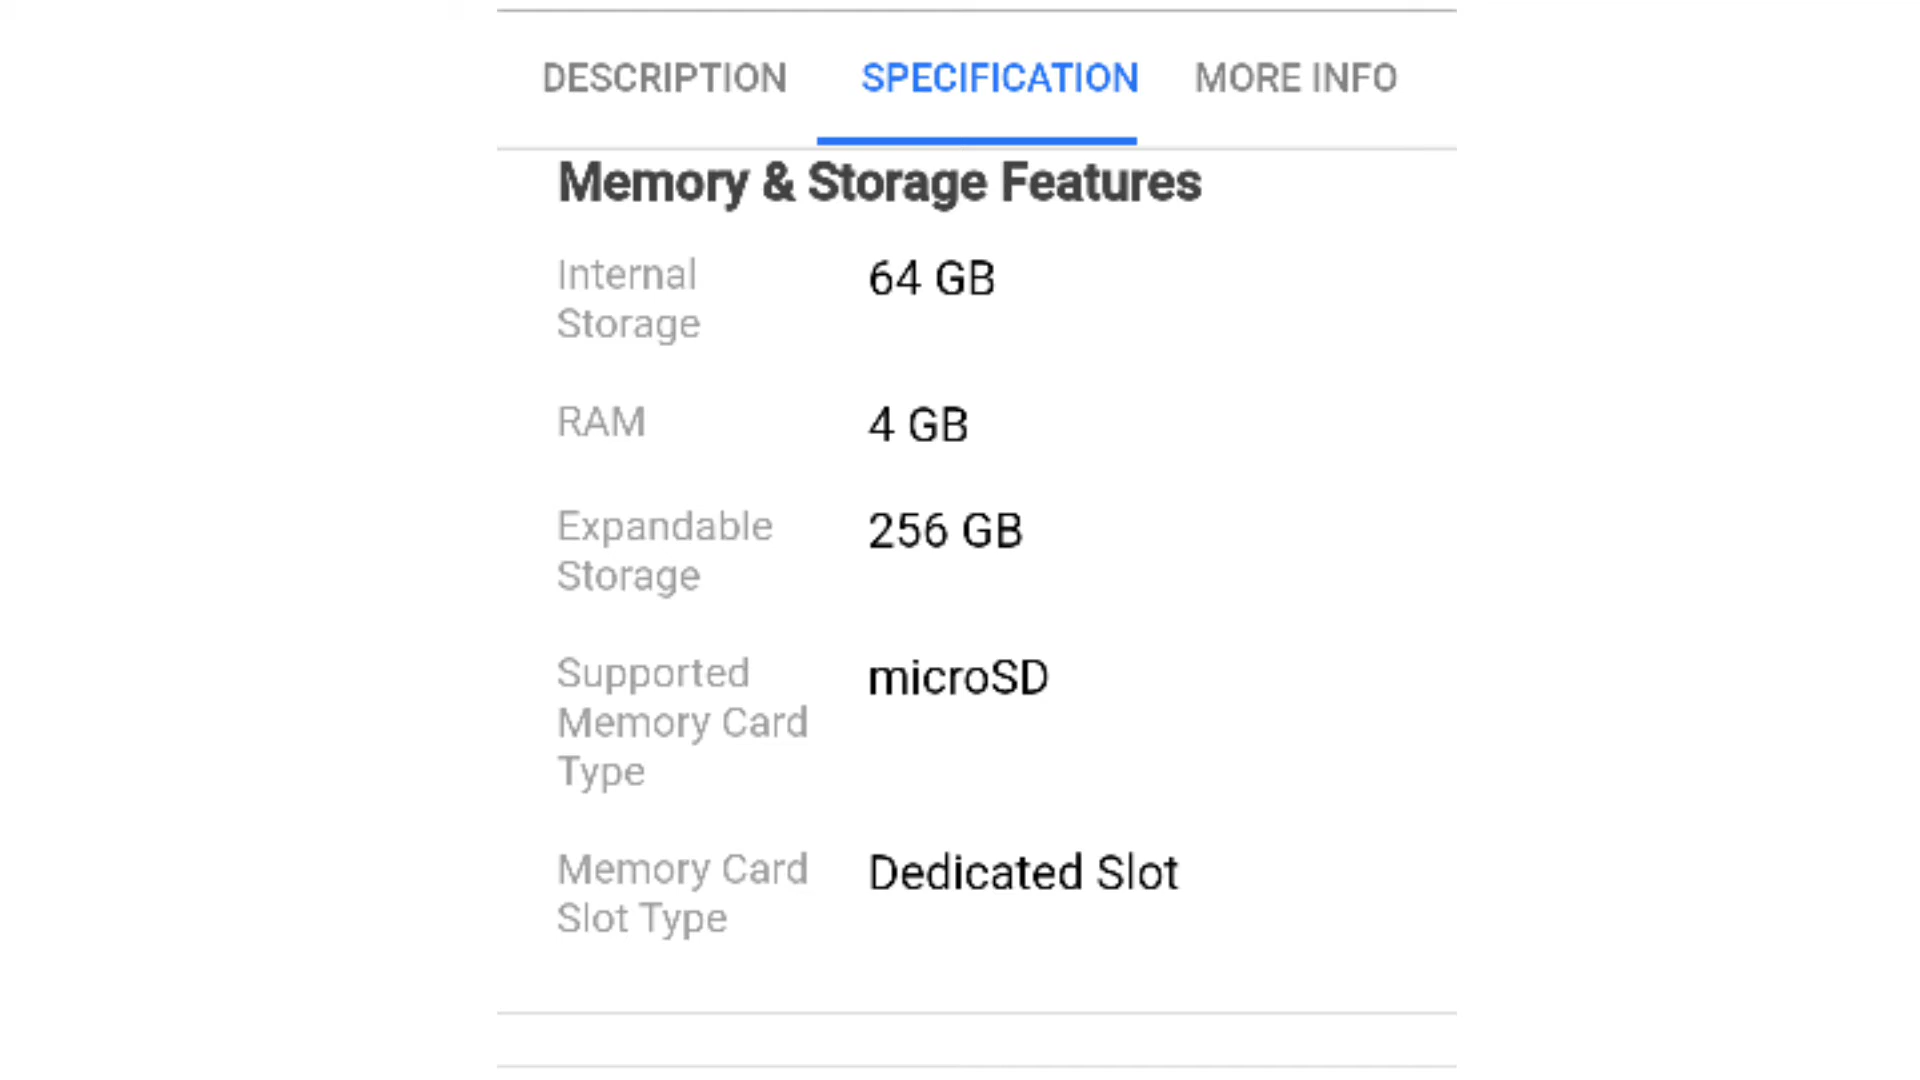 DESCRIPTION SPECIFICATION MORE INFO
Memory & Storage Features
Internal Storage 64 GB
RAM 4 GB
Expandable Storage 256 GB
Supported Memory Card Type microSD
Memory Card Slot Type Dedicated Slot